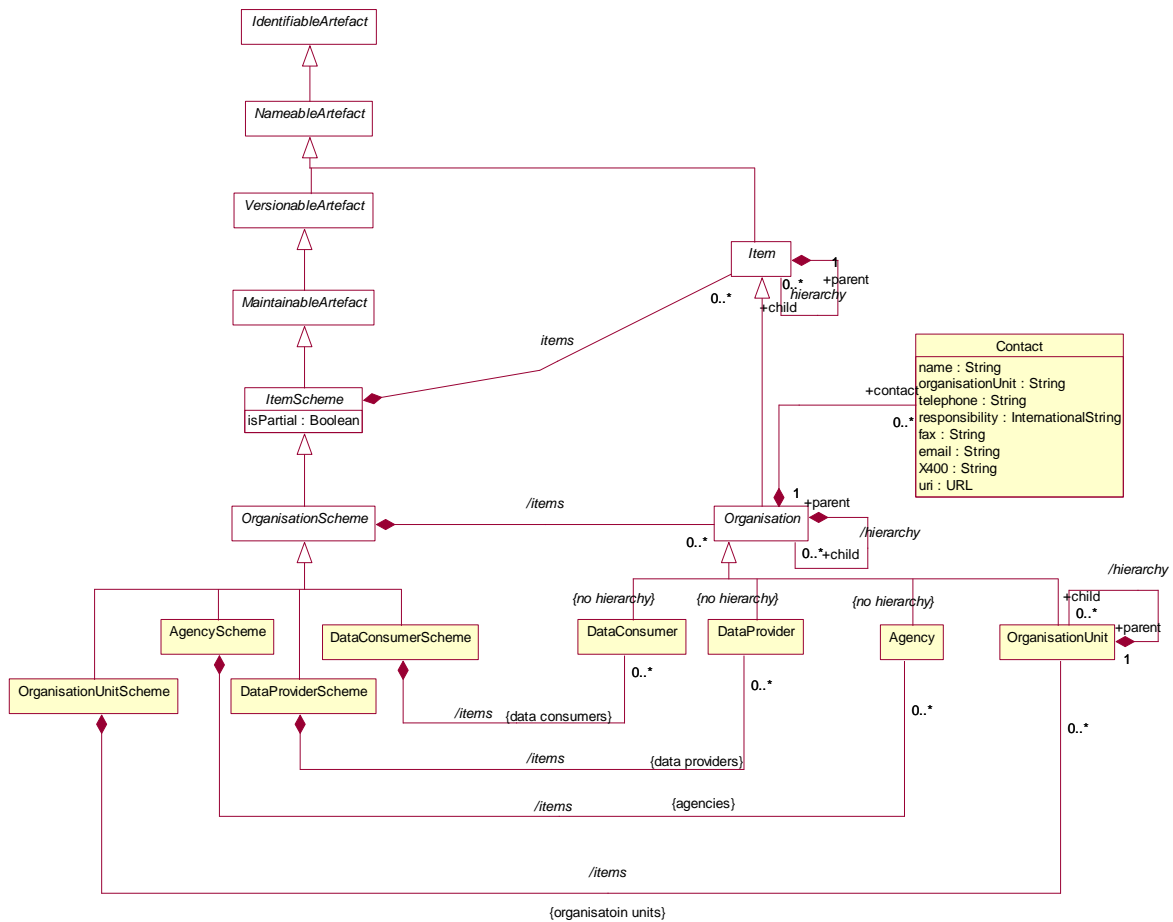 IdentifiableArtefact
NameableArtefact
VersionableArtefact
Item
1
+parent
0..*
0..*
hierarchy
+child
MaintainableArtefact
items
Contact
name : String
organisationUnit : String
telephone : String
responsibility : InternationalString
fax : String
email : String
X400 : String
uri : URL
+contact
0..*
ItemScheme
isPartial : Boolean
OrganisationScheme
/items
0..*
Organisation
1
+parent
/hierarchy
0..*
+child
{no hierarchy}
{no hierarchy}
{no hierarchy}
/hierarchy
+child
0..*
+parent
1
AgencyScheme
DataConsumerScheme
DataConsumer
DataProvider
Agency
OrganisationUnit
OrganisationUnitScheme
DataProviderScheme
0..*
0..*
0..*
0..*
/items
{data consumers}
/items
{data providers}
/items
{agencies}
/items
{organisatoin units}